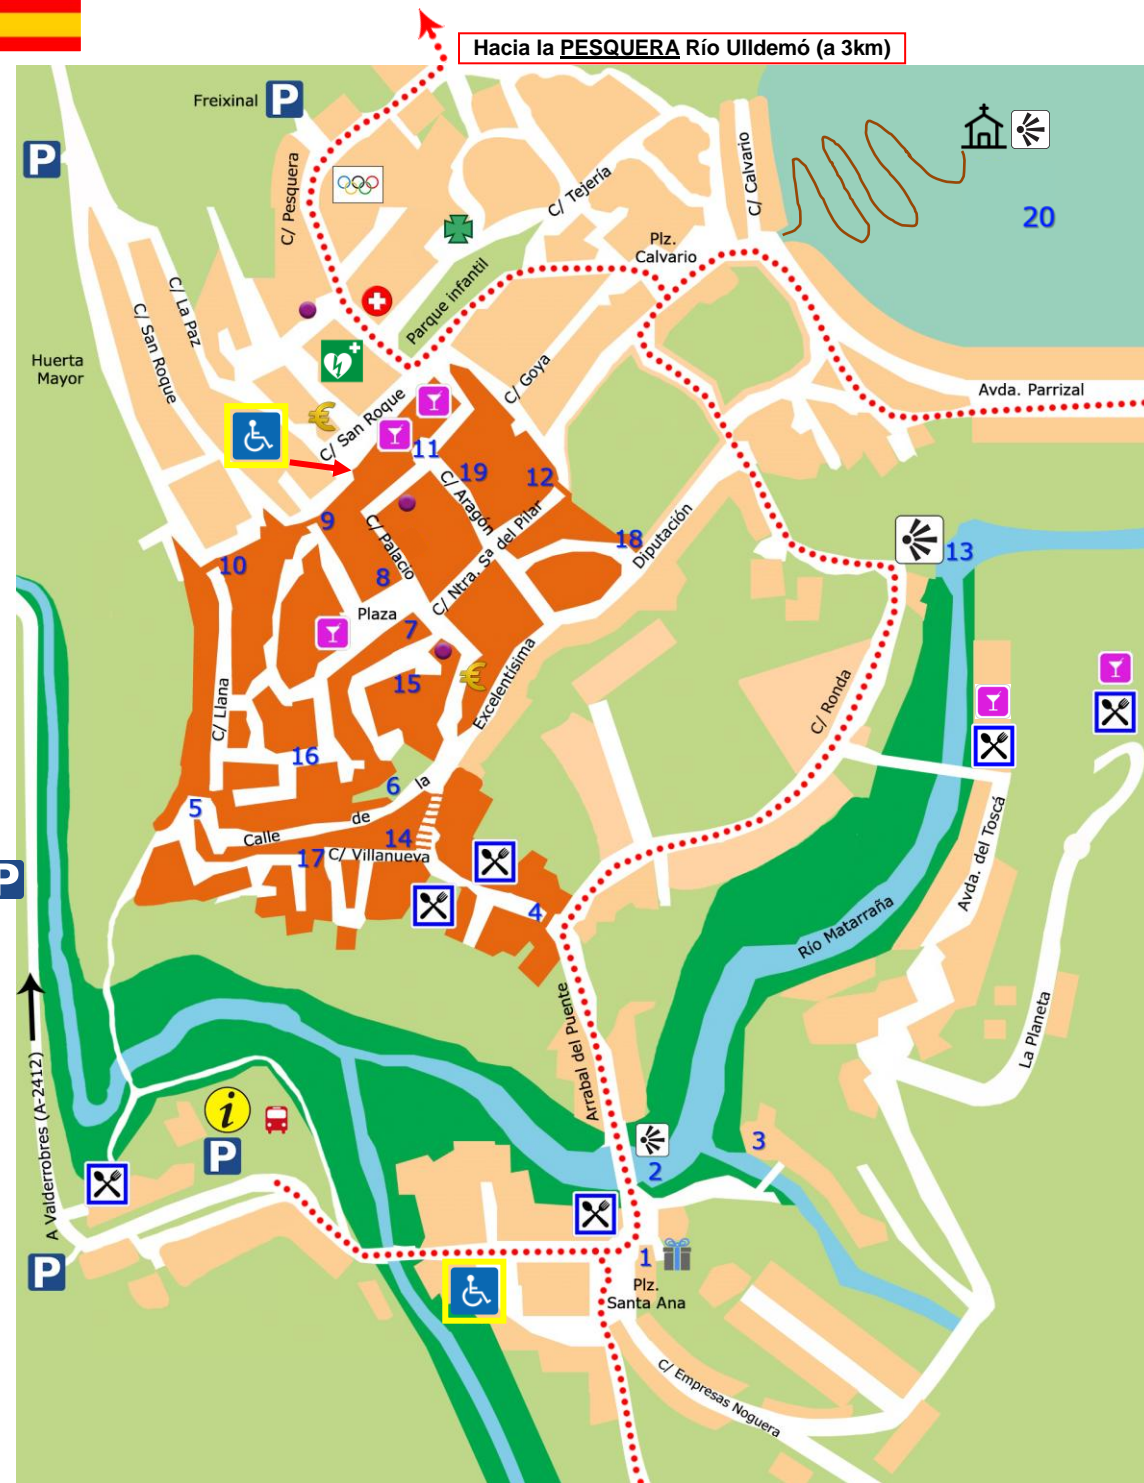 Hacia la PESQUERA Río Ulldemó (a 3km)
Freixinal
P
P
C/ Pesquera
C/ Tejería
C/ Calvario
20
Plz.
Calvario
C/ La Paz
C/ San Roque
Parque infantil
Huerta
Mayor
C/ Goya
Avda. Parrizal
€
C/ San Roque
11
19
12
C/ Aragón
9
C/ Palacio
C/ Ntra. Sa del Pilar
18
Diputación
13
10
8
Plaza
7
15
€
Excelentísima
C/ Llana
C/ Ronda
16
6
la
5
de
Calle
14
17
C/ Villanueva
P
4
Avda. del Toscá
Río Matarraña
Arrabal del Puente
La Planeta
A Valderrobres (A-2412)
i
P
3
2
P
1
Plz.
Santa Ana
C/ Empresas Noguera